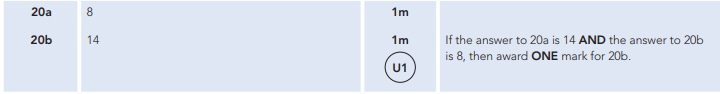 20a 8 1m
20b 14 1m If the answer to 20a is 14 AND the answer to 20b
U1 is 8, then award ONE mark for 20b.